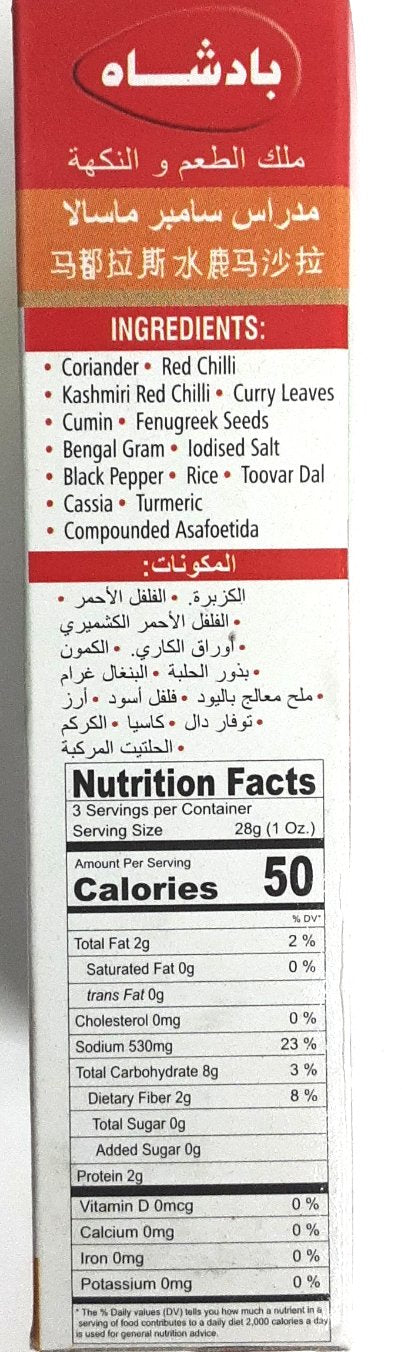 بادشاه
ملك الطعم و النكهة
مدراس سامبر ماسالا
马都拉斯水鹿马沙拉
INGREDIENTS:
• Coriander • Red Chilli
• Kashmiri Red Chilli • Curry Leaves
• Cumin • Fenugreek Seeds
• Bengal Gram • Iodised Salt
• Black Pepper • Rice • Toovar Dal
• Cassia • Turmeric
• Compounded Asafoetida
المكونات:
الكزبرة. • الفلفل الأحمر •
• الفلفل الأحمر الكشميري
• أوراق الكاري. • الكمون
• بذور الحلبة • البنغال غرام
• ملح معالج باليود • فلفل أسود • أرز
• توفار دال • كاسيا • الكركم
• الحلتيت المركبة
Nutrition Facts
3 Servings per Container
Serving Size 28g (1 Oz.)
Amount Per Serving
Calories 50
% DV*
Total Fat 2g 2 %
Saturated Fat 0g 0 %
trans Fat 0g
Cholesterol 0mg 0 %
Sodium 530mg 23 %
Total Carbohydrate 8g 3 %
Dietary Fiber 2g 8 %
Total Sugar 0g
Added Sugar 0g
Protein 2g
Vitamin D 0mcg 0 %
Calcium 0mg 0 %
Iron 0mg 0 %
Potassium 0mg 0 %
* The % Daily values (DV) tells you how much a nutrient in a
serving of food contributes to a daily diet 2,000 calories a day
is used for general nutrition advice.